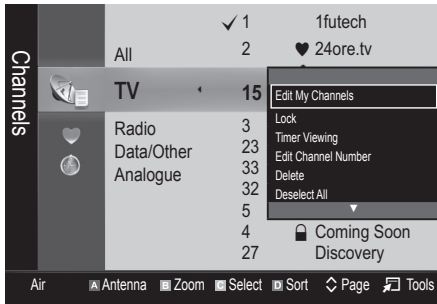 Channels
✓ 1 1futech
All 2 ♥ 24ore.tv
TV 15
Edit My Channels
Lock
Timer Viewing
Edit Channel Number
Delete
Deselect All
▼
Radio 3
Data/Other 23
Analogue 33
32
5
4 Coming Soon
27 Discovery
Air A Antenna B Zoom C Select D Sort Page Tools